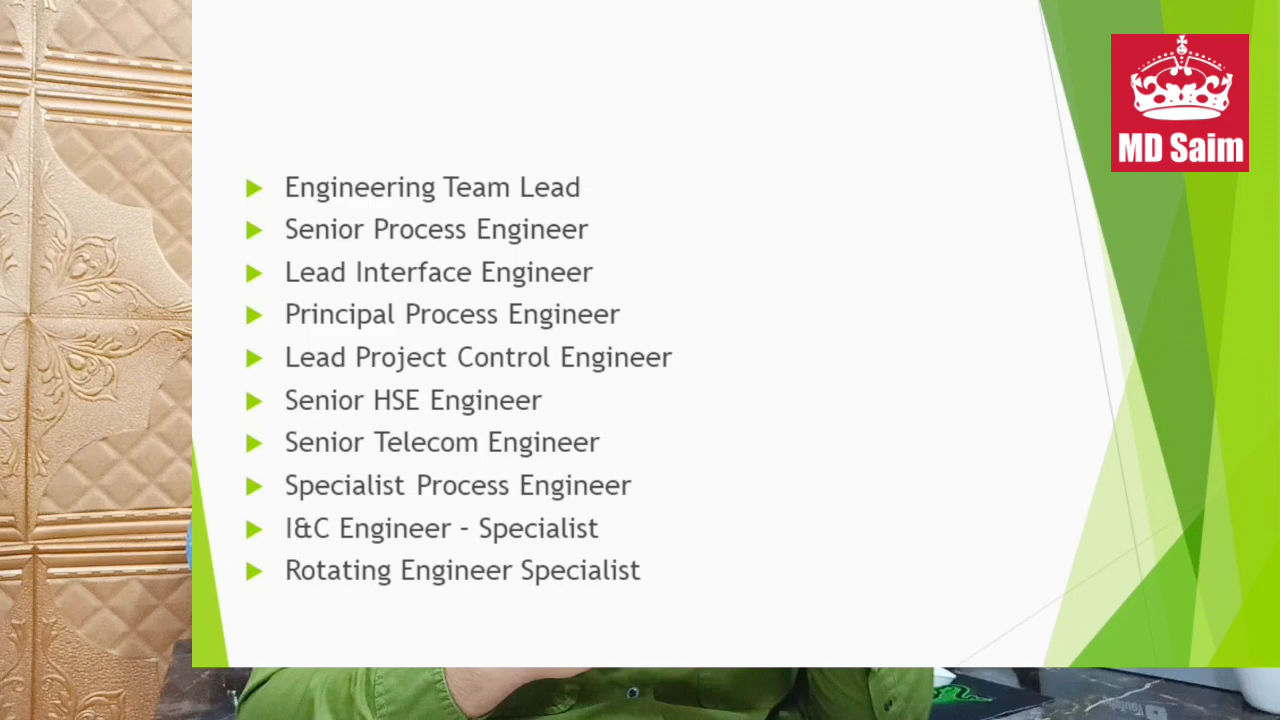 MD Saim
Engineering Team Lead
Senior Process Engineer
Lead Interface Engineer
Principal Process Engineer
Lead Project Control Engineer
Senior HSE Engineer
Senior Telecom Engineer
Specialist Process Engineer
I&C Engineer – Specialist
Rotating Engineer Specialist